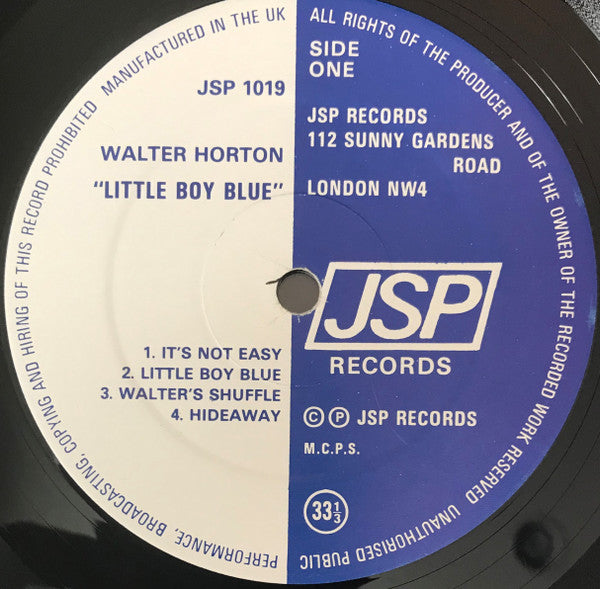 ALL RIGHTS OF THE PRODUCER AND OF THE OWNER OF THE RECORDED WORK RESERVED UNAUTHORISED PUBLIC PERFORMANCE, BROADCASTING, COPYING AND HIRING OF THIS RECORD PROHIBITED MANUFACTURED IN THE UK
JSP 1019
WALTER HORTON
"LITTLE BOY BLUE"
1. IT'S NOT EASY
2. LITTLE BOY BLUE
3. WALTER'S SHUFFLE
4. HIDEAWAY
SIDE
ONE
JSP RECORDS
112 SUNNY GARDENS
ROAD
LONDON NW4
JSP
RECORDS
© ℗ JSP RECORDS
M.C.P.S.
33 1/3